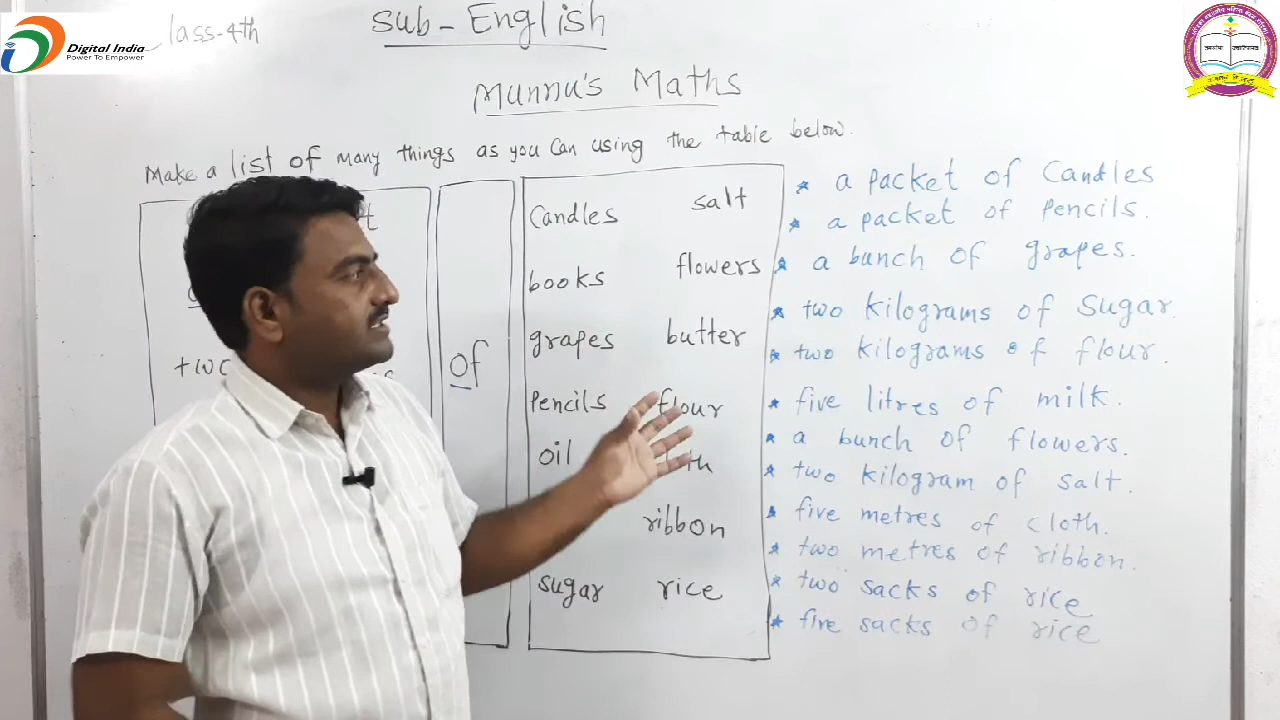 Digital India
Power To Empower
lass-4th
Sub-English
Munnu's Maths
Make a list of many things as you can using the table below.
of
Candles salt
books flowers
grapes butter
Pencils flour
oil
ribbon
sugar rice
* a packet of Candles
* a packet of pencils.
* a bunch of grapes.
* two kilograms of Sugar.
* two kilograms of flour.
* five litres of milk.
* a bunch of flowers.
* two kilogram of salt.
* five metres of cloth.
* two metres of ribbon.
* two sacks of rice
* five sacks of rice